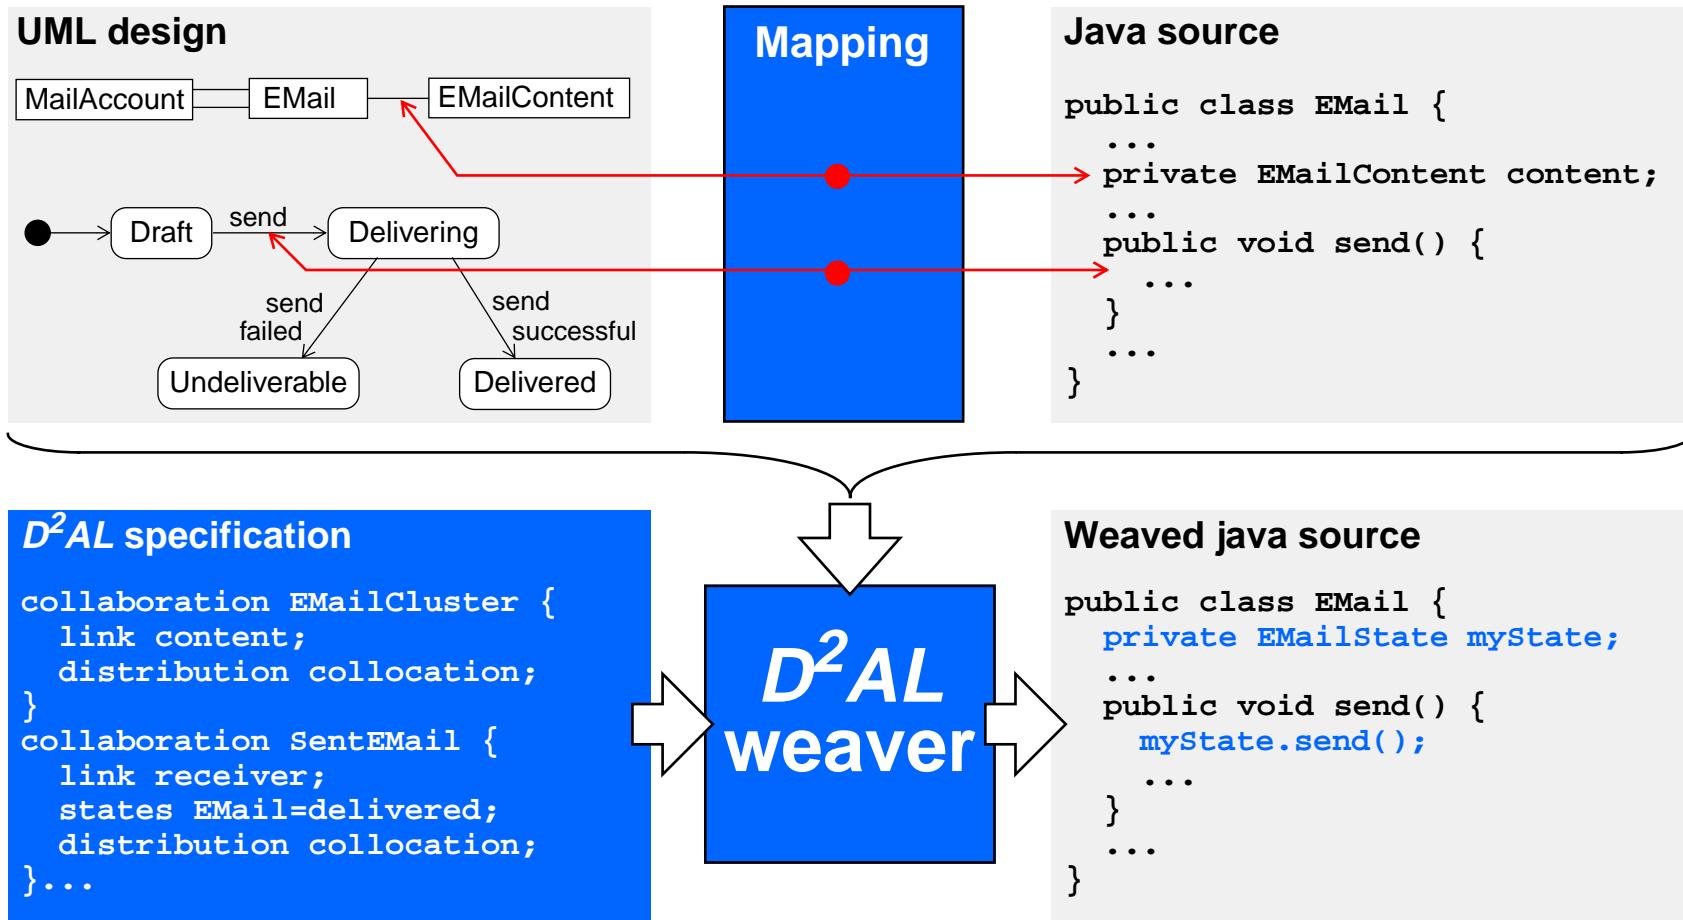 UML design
MailAccount
EMail
EMailContent
Draft
send
Delivering
send
failed
send
successful
Undeliverable
Delivered
Mapping
Java source
public class EMail {
...
private EMailContent content;
...
public void send() {
...
}
...
}
D²AL specification
collaboration EMailCluster {
link content;
distribution collocation;
}
collaboration SentEMail {
link receiver;
states EMail=delivered;
distribution collocation;
}...
D²AL
weaver
Weaved java source
public class EMail {
private EMailState myState;
...
public void send() {
myState.send();
...
}
...
}